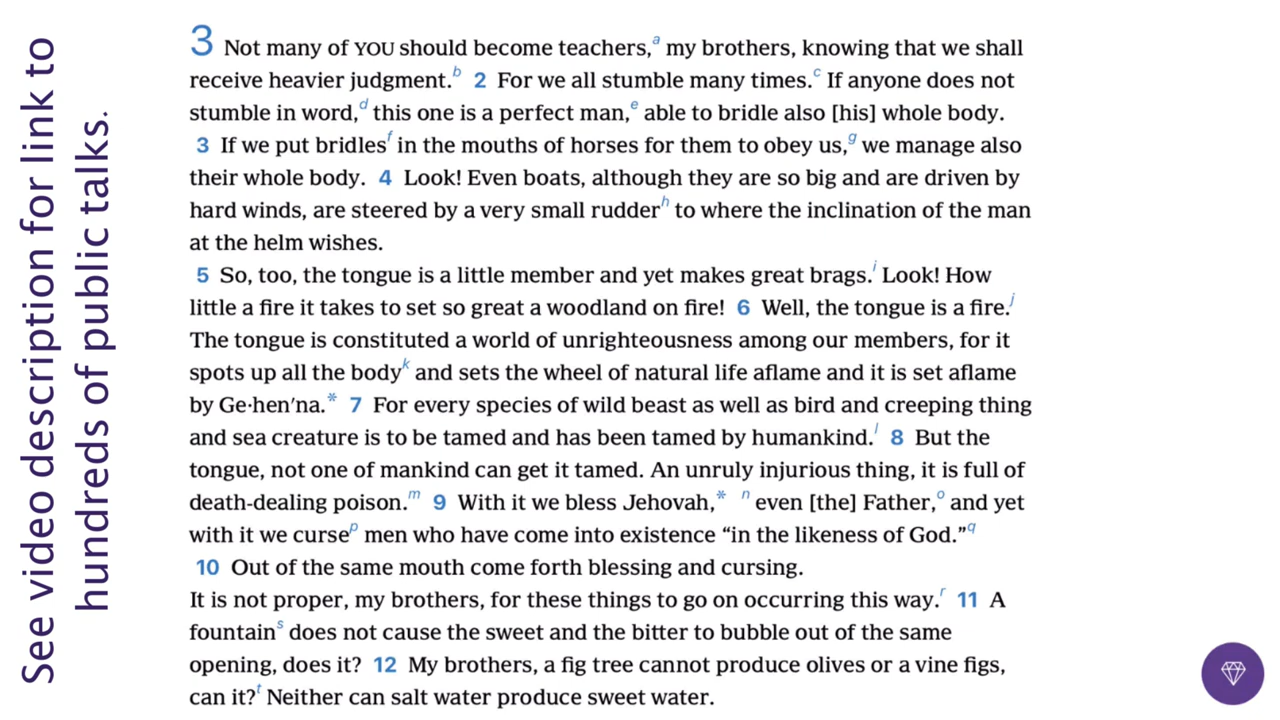 See video description for link to
hundreds of public talks.
3 Not many of YOU should become teachers,a my brothers, knowing that we shall
receive heavier judgment.b 2 For we all stumble many times.c If anyone does not
stumble in word,d this one is a perfect man,e able to bridle also [his] whole body.
3 If we put bridlesf in the mouths of horses for them to obey us,g we manage also
their whole body. 4 Look! Even boats, although they are so big and are driven by
hard winds, are steered by a very small rudderh to where the inclination of the man
at the helm wishes.
5 So, too, the tongue is a little member and yet makes great brags.i Look! How
little a fire it takes to set so great a woodland on fire! 6 Well, the tongue is a fire.j
The tongue is constituted a world of unrighteousness among our members, for it
spots up all the bodyk and sets the wheel of natural life aflame and it is set aflame
by Ge·hen′na.* 7 For every species of wild beast as well as bird and creeping thing
and sea creature is to be tamed and has been tamed by humankind.l 8 But the
tongue, not one of mankind can get it tamed. An unruly injurious thing, it is full of
death-dealing poison.m 9 With it we bless Jehovah,* n even [the] Father,o and yet
with it we cursep men who have come into existence “in the likeness of God.”q
10 Out of the same mouth come forth blessing and cursing.
It is not proper, my brothers, for these things to go on occurring this way.r 11 A
fountains does not cause the sweet and the bitter to bubble out of the same
opening, does it? 12 My brothers, a fig tree cannot produce olives or a vine figs,
can it?t Neither can salt water produce sweet water.